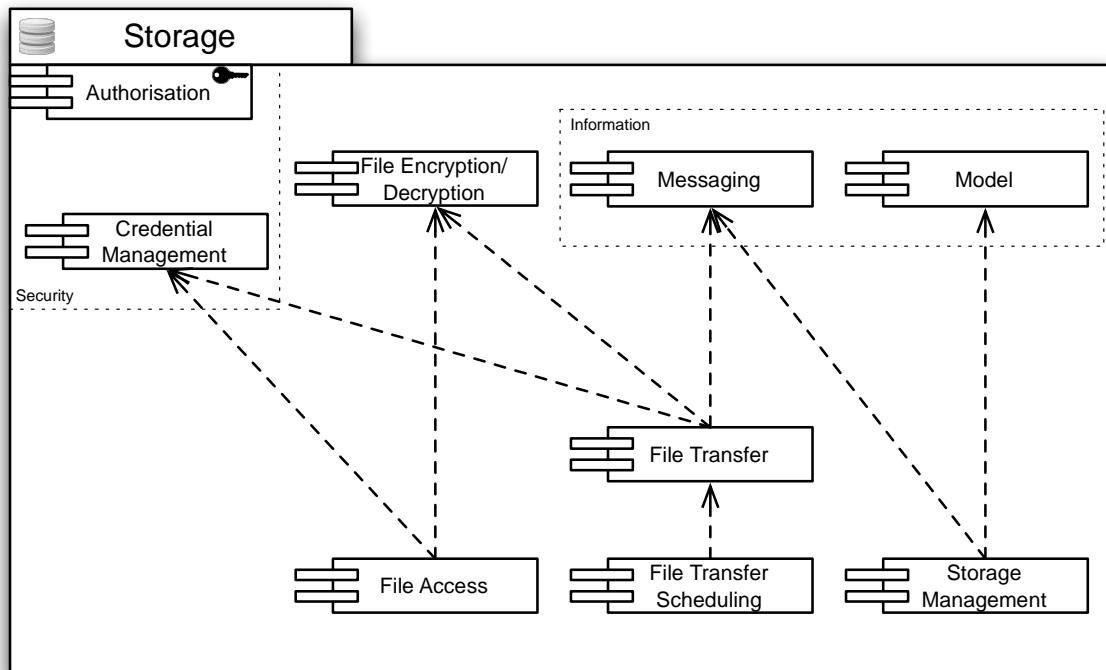 Storage
Authorisation
Information
File Encryption/
Decryption
Messaging
Model
Credential
Management
Security
File Transfer
File Access
File Transfer
Scheduling
Storage
Management